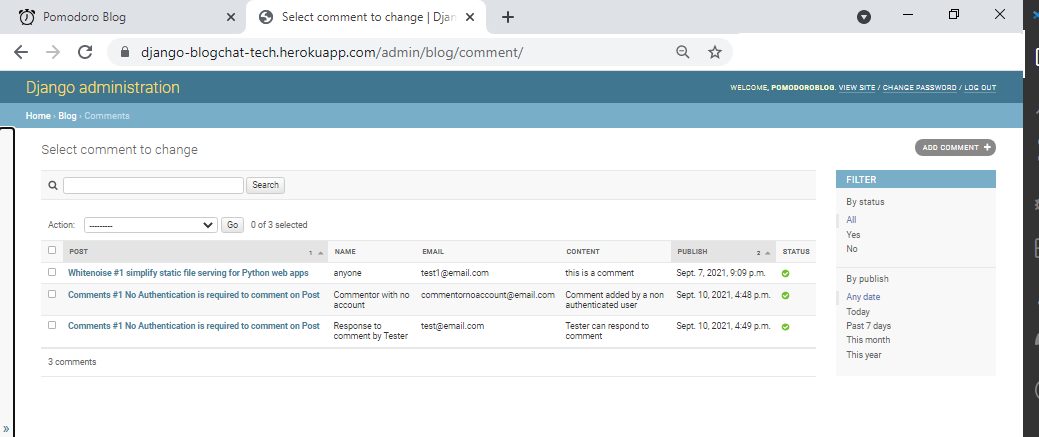 Pomodoro Blog
Select comment to change | Djan
django-blogchat-tech.herokuapp.com/admin/blog/comment/
Django administration
WELCOME, POMODOROBLOG. VIEW SITE / CHANGE PASSWORD / LOG OUT
Home › Blog › Comments
Select comment to change
ADD COMMENT +
Search
Action: --------- Go 0 of 3 selected
POST 1 NAME EMAIL CONTENT PUBLISH 2 STATUS
Whitenoise #1 simplify static file serving for Python web apps anyone test1@email.com this is a comment Sept. 7, 2021, 9:09 p.m.
Comments #1 No Authentication is required to comment on Post Commentor with no commentornoaccount@email.com Comment added by a non Sept. 10, 2021, 4:48 p.m.
account authenticated user
Comments #1 No Authentication is required to comment on Post Response to test@email.com Tester can respond to Sept. 10, 2021, 4:49 p.m.
comment by Tester comment
3 comments
FILTER
By status
All
Yes
No
By publish
Any date
Today
Past 7 days
This month
This year
»